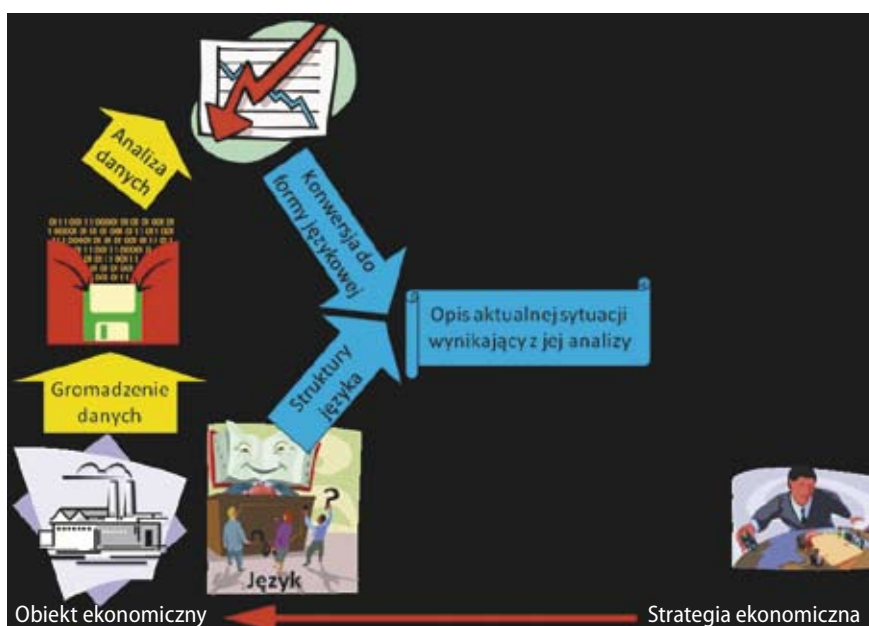 Analiza
danych
Konwersja do
formy językowej
Opis aktualnej sytuacji
wynikający z jej analizy
Gromadzenie
danych
Struktury
języka
?
Język
Obiekt ekonomiczny
Strategia ekonomiczna